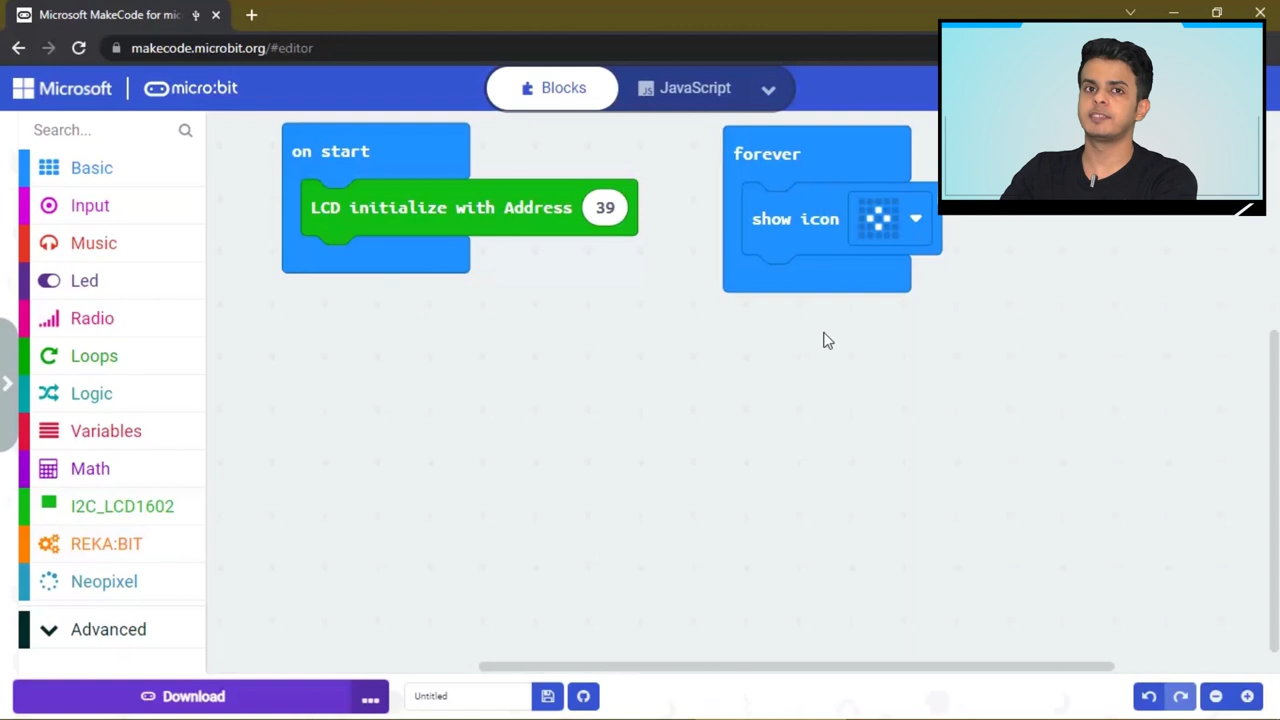 Microsoft MakeCode for mic
makecode.microbit.org/#editor
Microsoft
micro:bit
Blocks
JS
JavaScript
Search...
Basic
Input
Music
Led
Radio
Loops
Logic
Variables
Math
I2C_LCD1602
REKA:BIT
Neopixel
Advanced
on start
LCD initialize with Address 39
forever
show icon
Download
...
Untitled